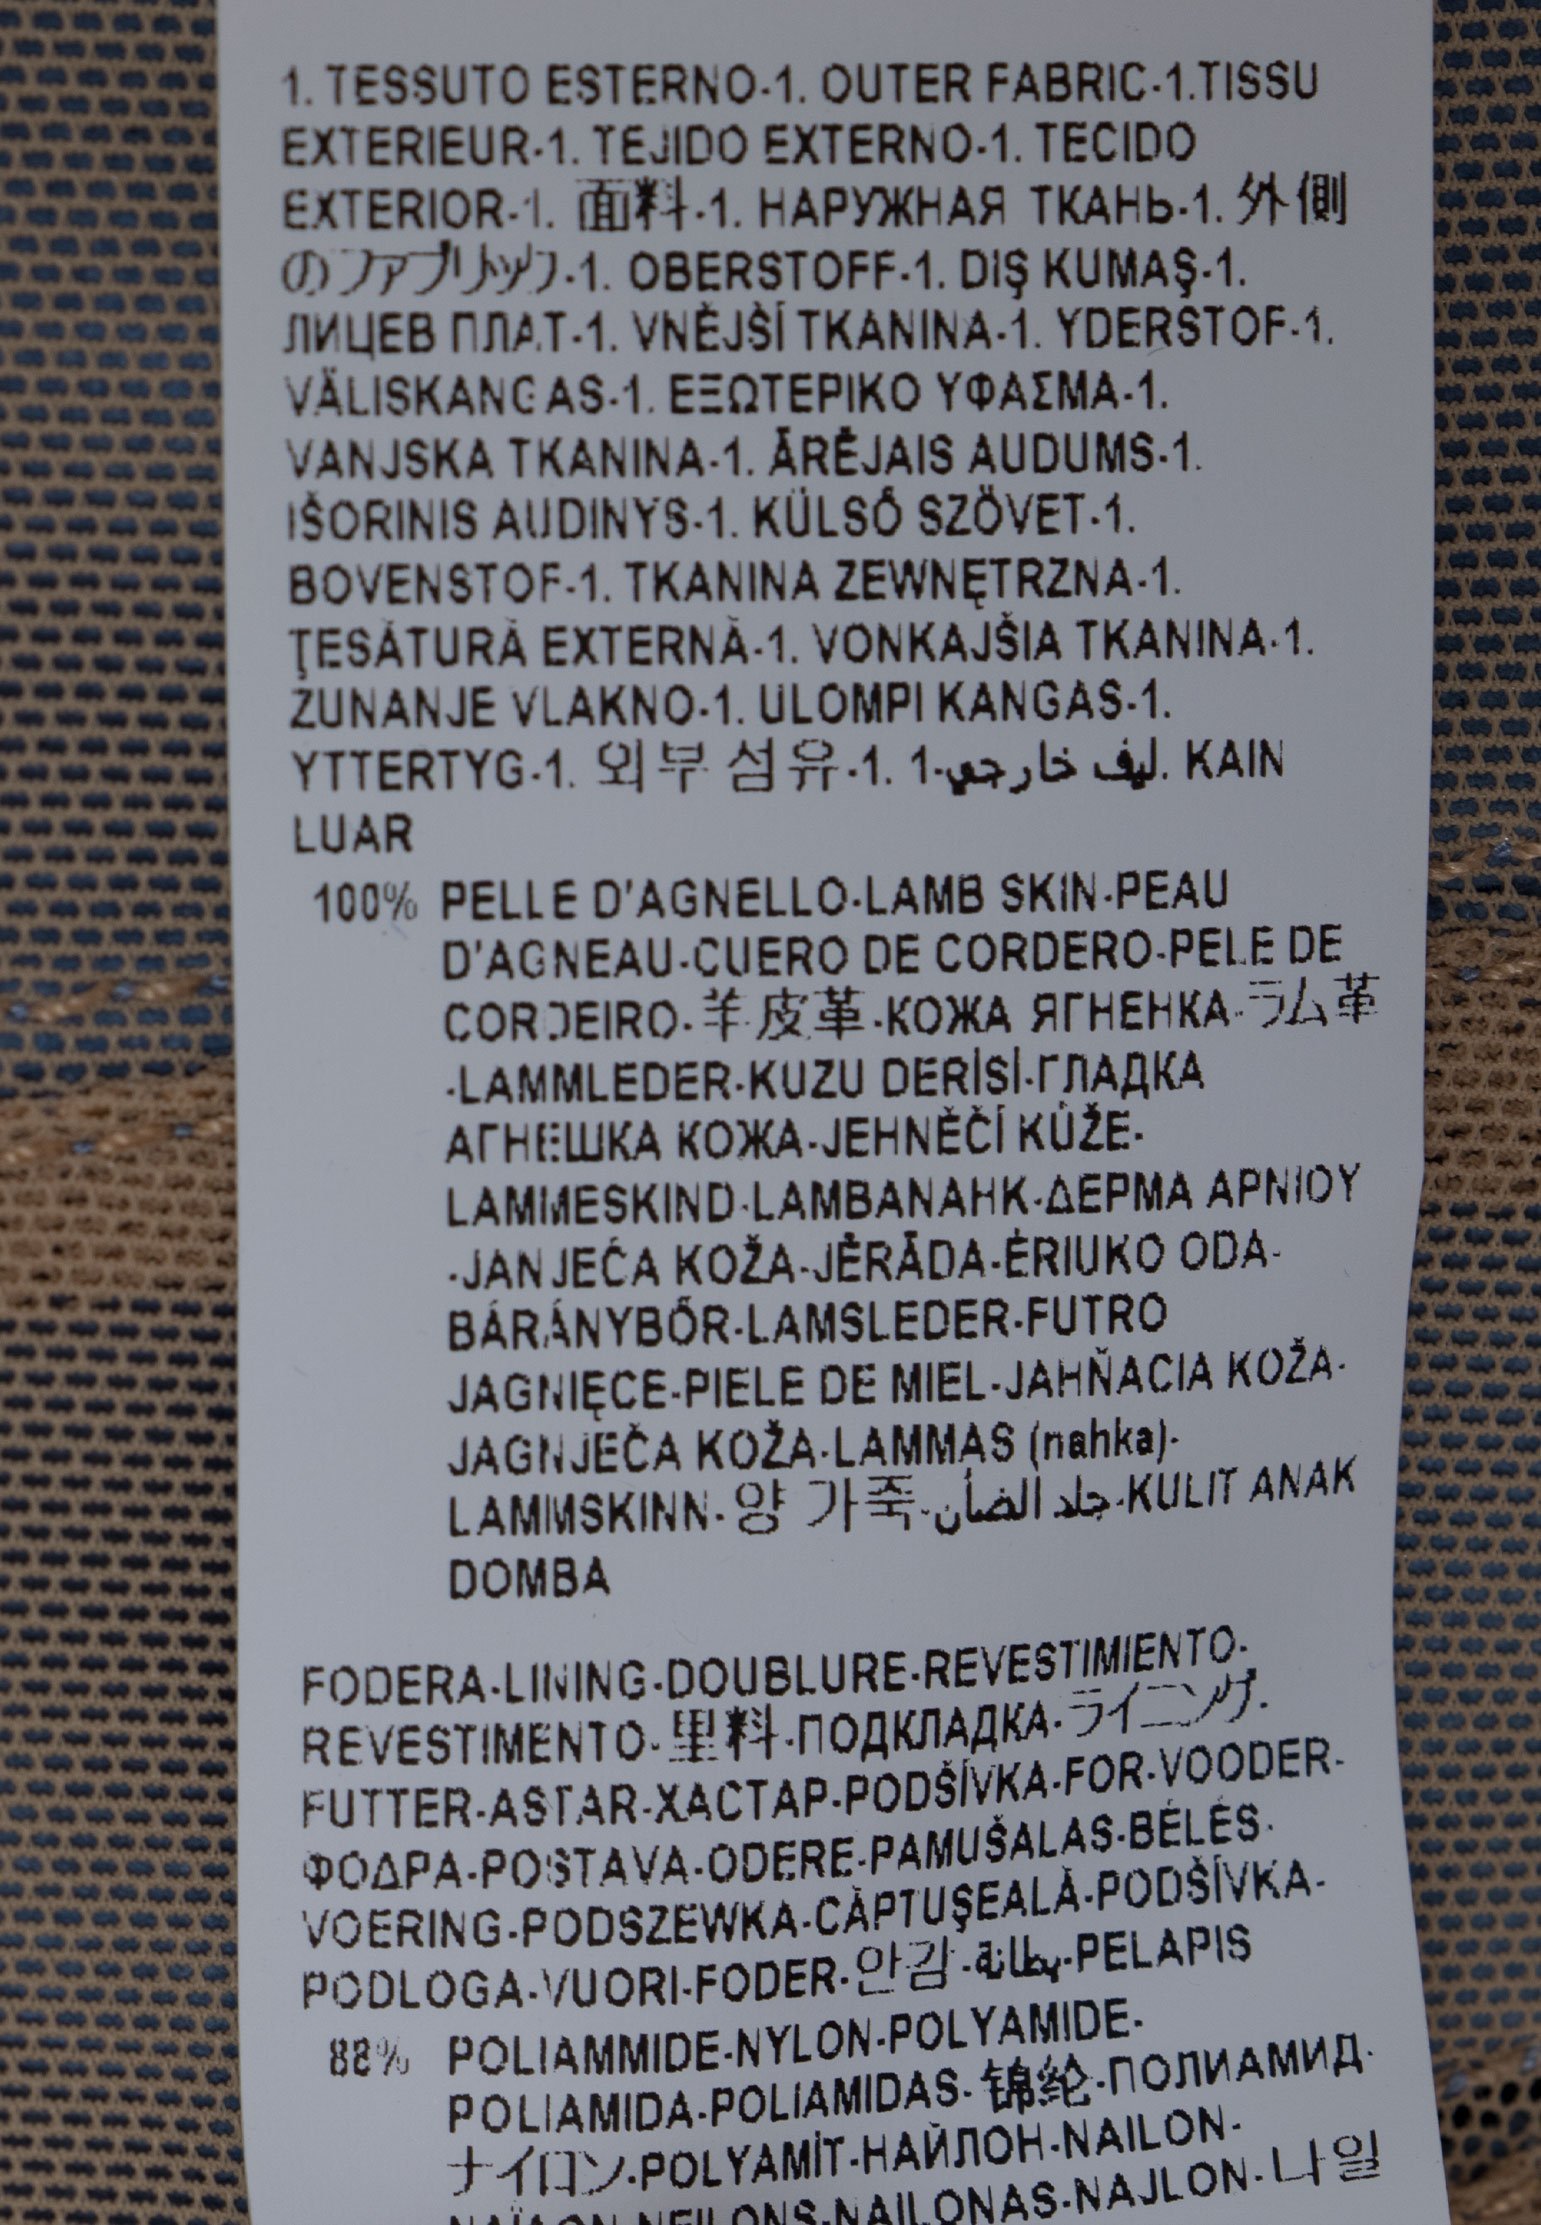 1. TESSUTO ESTERNO-1. OUTER FABRIC-1.TISSU
EXTERIEUR-1. TEJIDO EXTERNO-1. TECIDO
EXTERIOR-1. 面料-1. НАРУЖНАЯ ТКАНЬ-1. 外側
のファブリック-1. OBERSTOFF-1. DIŞ KUMAŞ-1.
ЛИЦЕВ ПЛАТ-1. VNĚJŠÍ TKANINA-1. YDERSTOF-1.
VÄLISKANGAS-1. ΕΞΩΤΕΡΙΚΟ ΥΦΑΣΜΑ-1.
VANJSKA TKANINA-1. ĀRĒJAIS AUDUMS-1.
IŠORINIS AUDINYS-1. KÜLSŐ SZÖVET-1.
BOVENSTOF-1. TKANINA ZEWNĘTRZNA-1.
ŢESĂTURĂ EXTERNĂ-1. VONKAJŠIA TKANINA-1.
ZUNANJE VLAKNO-1. ULOMPI KANGAS-1.
YTTERTYG-1. 외부 섬유-1. ليف خارجي-1. KAIN
LUAR
100% PELLE D'AGNELLO-LAMB SKIN-PEAU
D'AGNEAU-CUERO DE CORDERO-PELE DE
CORDEIRO-羊皮革-КОЖА ЯГНЕНКА-ラム革
-LAMMLEDER-KUZU DERİSİ-ГЛАДКА
АГНЕШКА КОЖА-JEHNĚČÍ KŮŽE-
LAMMESKIND-LAMBANAHK-ΔΕΡΜΑ ΑΡΝΙΟΥ
-JANJEĆA KOŽA-JĒRĀDA-ĖRIUKO ODA-
BÁRÁNYBŐR-LAMSLEDER-FUTRO
JAGNIĘCE-PIELE DE MIEL-JAHŇACIA KOŽA-
JAGNJEČA KOŽA-LAMMAS (nahka)-
LAMMSKINN-양 가죽-جلد الضأن-KULIT ANAK
DOMBA
FODERA-LINING-DOUBLURE-REVESTIMIENTO-
REVESTIMENTO-里料-ПОДКЛАДКА-ライニング-
FUTTER-ASTAR-ХАСТАР-PODŠÍVKA-FOR-VOODER-
ΦΟΔΡΑ-POSTAVA-ODERE-PAMUŠALAS-BÉLÉS-
VOERING-PODSZEWKA-CĂPTUŞEALĂ-PODŠÍVKA-
PODLOGA-VUORI-FODER-안감-بطانة-PELAPIS
88% POLIAMMIDE-NYLON-POLYAMIDE-
POLIAMIDA-POLIAMIDAS-锦纶-ПОЛИАМИД-
ナイロン-POLYAMİT-НАЙЛОН-NAILON-
ΝΑΪΛΟΝ-NEILONS-NAILONAS-NAJLON-나일